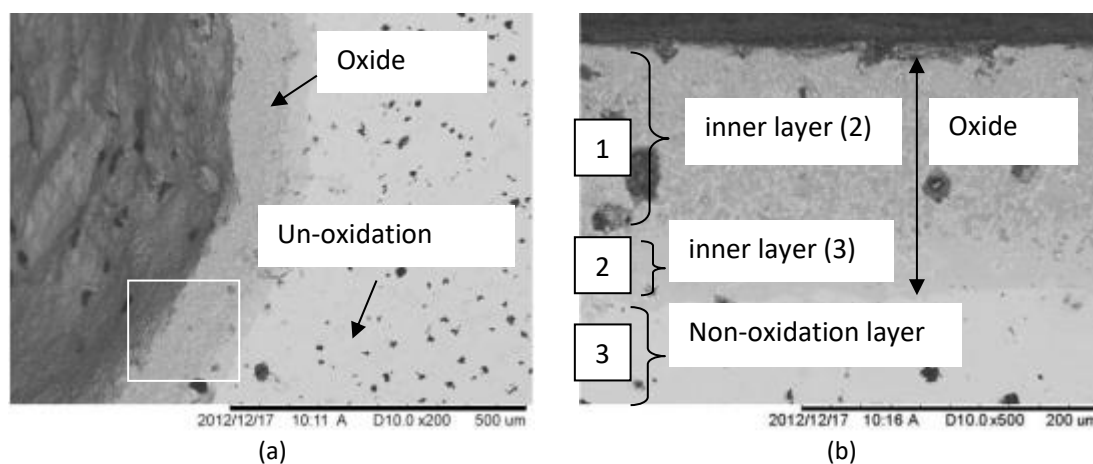 Oxide
Un-oxidation
2012/12/17 10:11 A D10.0 x200 500 um
(a)
1
inner layer (2)
Oxide
2
inner layer (3)
3
Non-oxidation layer
2012/12/17 10:16 A D10.0 x500 200 um
(b)